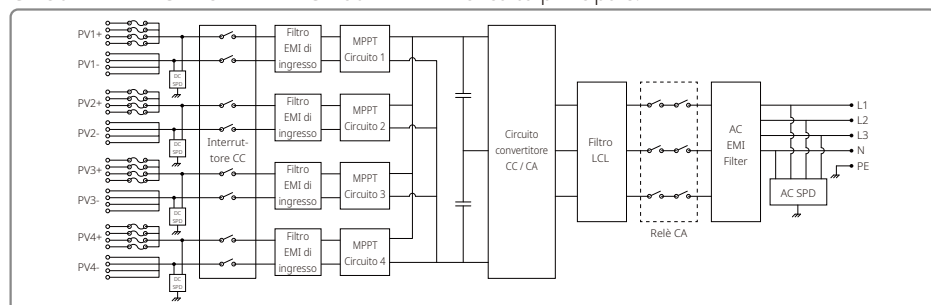 PV1+
PV1-
DC
SPD
PV2+
PV2-
DC
SPD
PV3+
PV3-
DC
SPD
PV4+
PV4-
DC
SPD
Interrut-
tore CC
Filtro
EMI di
ingresso
MPPT
Circuito 1
Filtro
EMI di
ingresso
MPPT
Circuito 2
Filtro
EMI di
ingresso
MPPT
Circuito 3
Filtro
EMI di
ingresso
MPPT
Circuito 4
Circuito
convertitore
CC / CA
Filtro
LCL
Relè CA
AC
EMI
Filter
L1
L2
L3
N
PE
AC SPD